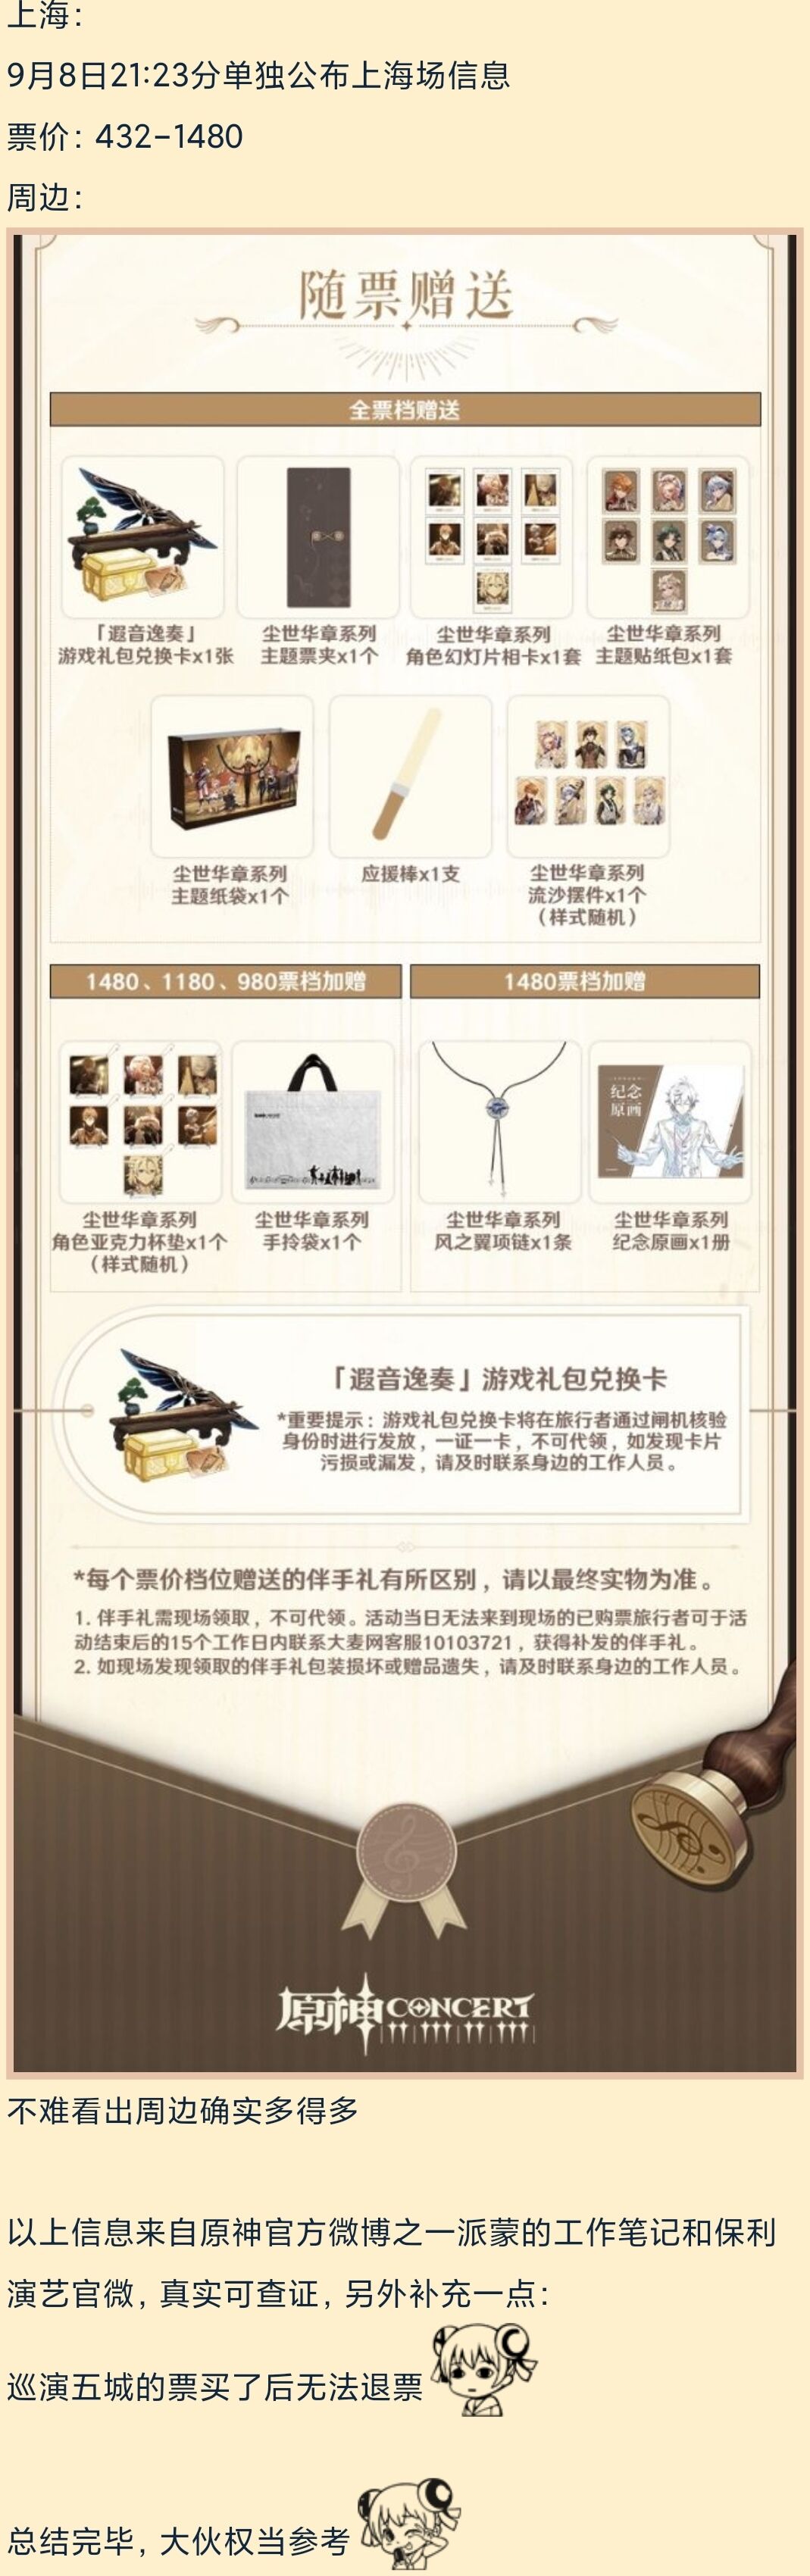 上海：
9月8日21:23分单独公布上海场信息
票价：432-1480
周边：
随票赠送
全票档赠送
「遐音逸奏」
游戏礼包兑换卡x1张
尘世华章系列
主题票夹x1个
尘世华章系列
角色幻灯片相卡x1套
尘世华章系列
主题贴纸包x1套
尘世华章系列
主题纸袋x1个
应援棒x1支
尘世华章系列
流沙摆件x1个
（样式随机）
1480、1180、980票档加赠
1480票档加赠
尘世华章系列
角色亚克力杯垫x1个
（样式随机）
尘世华章系列
手拎袋x1个
尘世华章系列
风之翼项链x1条
纪念
原画
尘世华章系列
纪念原画x1册
「遐音逸奏」游戏礼包兑换卡
*重要提示：游戏礼包兑换卡将在旅行者通过闸机核验
身份时进行发放，一证一卡，不可代领，如发现卡片
污损或漏发，请及时联系身边的工作人员。
*每个票价档位赠送的伴手礼有所区别，请以最终实物为准。
1. 伴手礼需现场领取，不可代领。活动当日无法来到现场的已购票旅行者可于活
动结束后的15个工作日内联系大麦网客服10103721，获得补发的伴手礼。
2. 如现场发现领取的伴手礼包装损坏或赠品遗失，请及时联系身边的工作人员。
原神CONCERT
不难看出周边确实多得多
以上信息来自原神官方微博之一派蒙的工作笔记和保利
演艺官微，真实可查证，另外补充一点：
巡演五城的票买了后无法退票
总结完毕，大伙权当参考